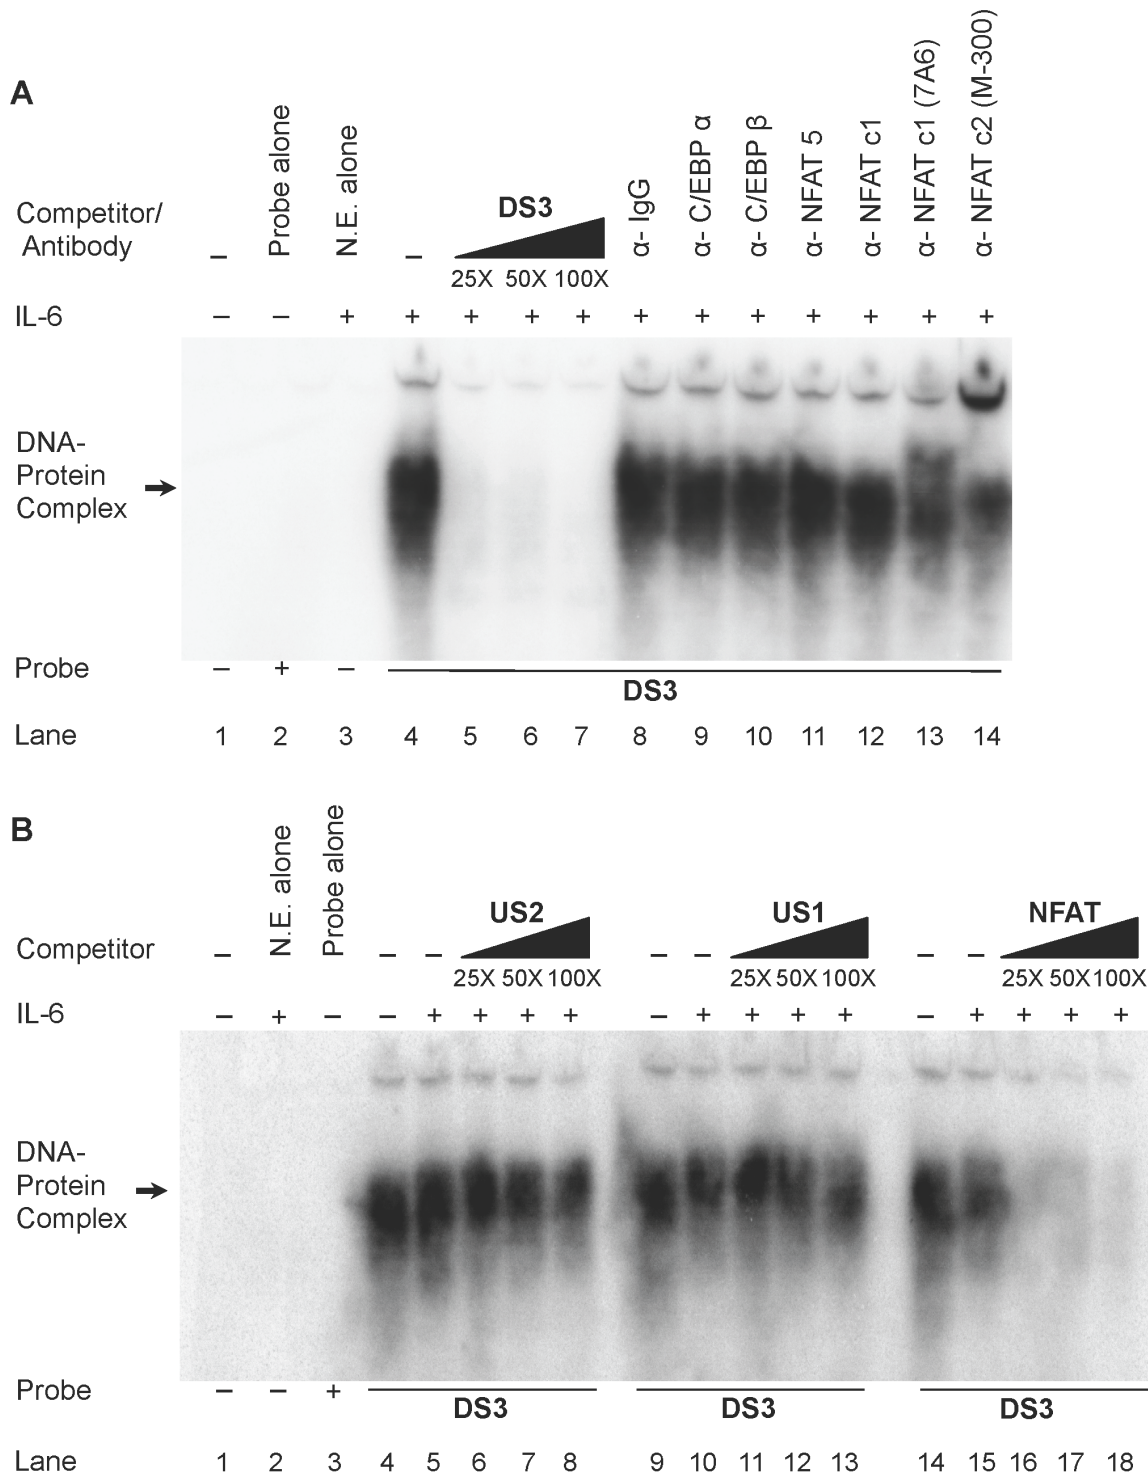 A
Competitor/
Antibody
–
Probe alone
N.E. alone
–
DS3
25X 50X 100X
α- IgG
α- C/EBP α
α- C/EBP β
α- NFAT 5
α- NFAT c1
α- NFAT c1 (7A6)
α- NFAT c2 (M-300)
IL-6 – – + + + + + + + + + + + +
DNA-
Protein
Complex
Probe – + –
DS3
Lane 1 2 3 4 5 6 7 8 9 10 11 12 13 14
B
Competitor –
N.E. alone
Probe alone
– –
US2
25X 50X 100X
– –
US1
25X 50X 100X
– –
NFAT
25X 50X 100X
IL-6 – + – – + + + + – + + + + – + + + +
DNA-
Protein
Complex
Probe – – +
DS3 DS3 DS3
Lane 1 2 3 4 5 6 7 8 9 10 11 12 13 14 15 16 17 18